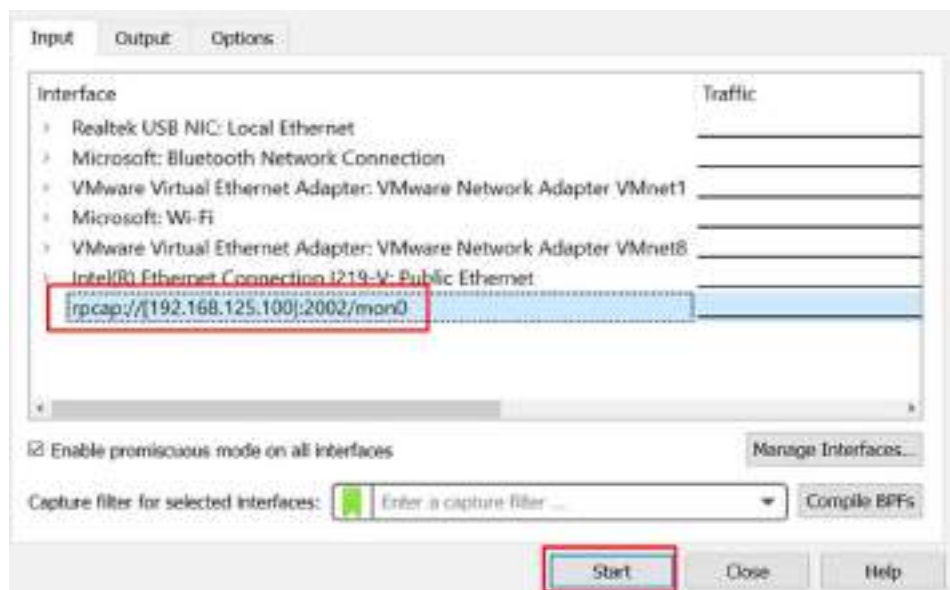 Input Output Options
Interface Traffic
Realtek USB NIC: Local Ethernet
Microsoft: Bluetooth Network Connection
VMware Virtual Ethernet Adapter: VMware Network Adapter VMnet1
Microsoft: Wi-Fi
VMware Virtual Ethernet Adapter: VMware Network Adapter VMnet8
Intel(R) Ethernet Connection I219-V: Public Ethernet
rpcap://[192.168.125.100]:2002/mon0
Enable promiscuous mode on all interfaces Manage Interfaces...
Capture filter for selected interfaces: Enter a capture filter ... Compile BPFs
Start Close Help